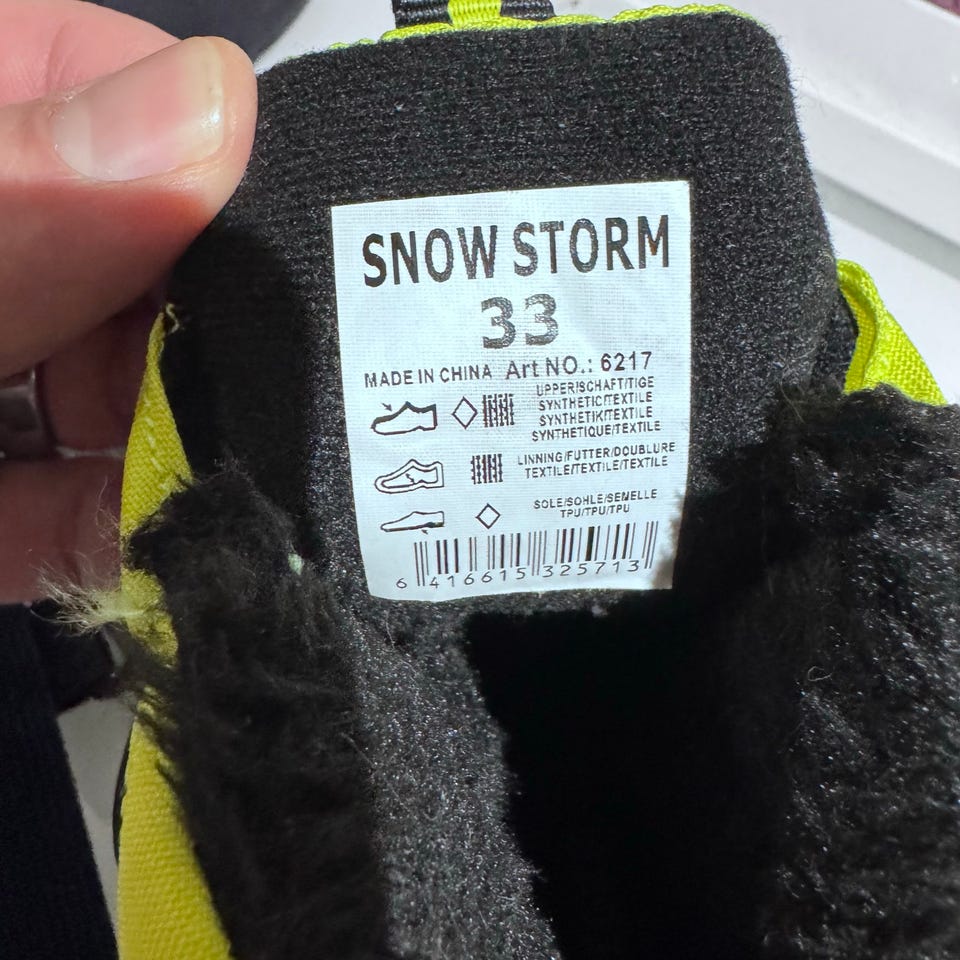 SNOW STORM
33
MADE IN CHINA Art NO.: 6217
UPPER/SCHAFT/TIGE
SYNTHETIC/TEXTILE
SYNTHETIK/TEXTILE
SYNTHETIQUE/TEXTILE
LINNING/FUTTER/DOUBLURE
TEXTILE/TEXTILE/TEXTILE
SOLE/SOHLE/SEMELLE
TPU/TPU/TPU
6 416615 325713